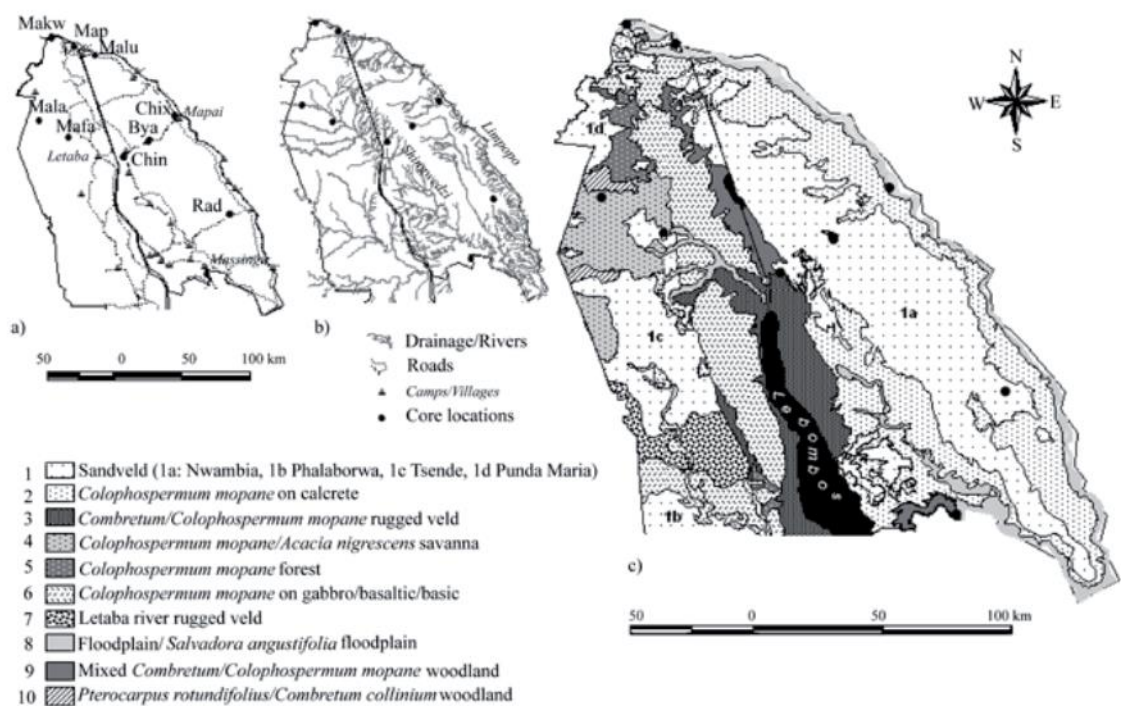 Makw
Map
Malu
Mala
Mafa
Chix
Mapai
Bya
Letaba
Chin
Rad
Massinger
a)
50 0 50 100 km
Shingwedzi
Limpopo
b)
Drainage/Rivers
Roads
Camps/Villages
Core locations
N
W E
S
1d
1a
1c
Lebombos
1b
c)
50 0 50 100 km
1 Sandveld (1a: Nwambia, 1b Phalaborwa, 1c Tsende, 1d Punda Maria)
2 Colophospermum mopane on calcrete
3 Combretum/Colophospermum mopane rugged veld
4 Colophospermum mopane/Acacia nigrescens savanna
5 Colophospermum mopane forest
6 Colophospermum mopane on gabbro/basaltic/basic
7 Letaba river rugged veld
8 Floodplain/ Salvadora angustifolia floodplain
9 Mixed Combretum/Colophospermum mopane woodland
10 Pterocarpus rotundifolius/Combretum collinium woodland